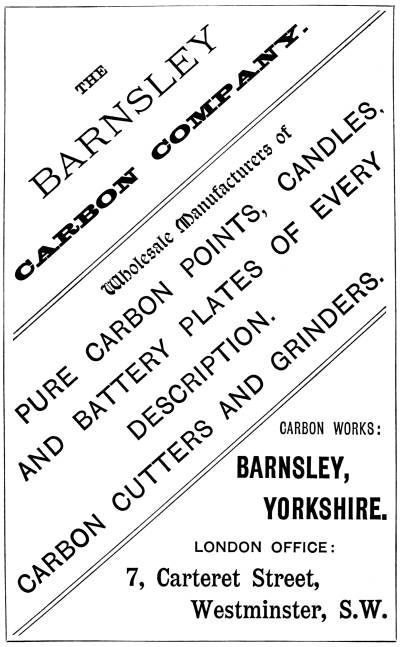 THE
BARNSLEY
CARBON COMPANY.
Wholesale Manufacturers of
PURE CARBON POINTS, CANDLES,
AND BATTERY PLATES OF EVERY
DESCRIPTION.
CARBON CUTTERS AND GRINDERS.
CARBON WORKS:
BARNSLEY,
YORKSHIRE.
LONDON OFFICE:
7, Carteret Street,
Westminster, S.W.